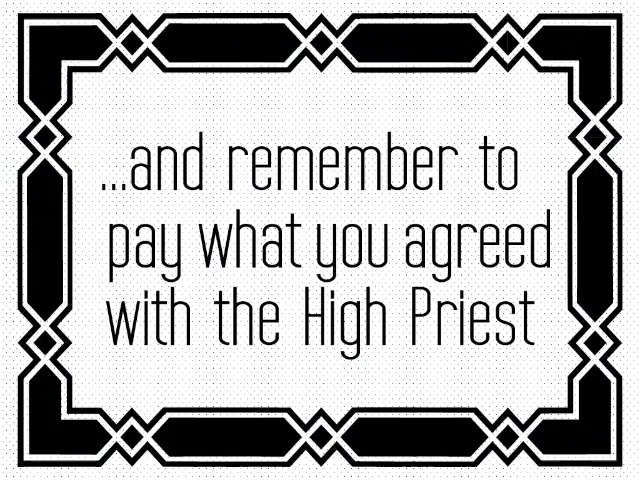 ...and remember to
pay what you agreed
with the High Priest